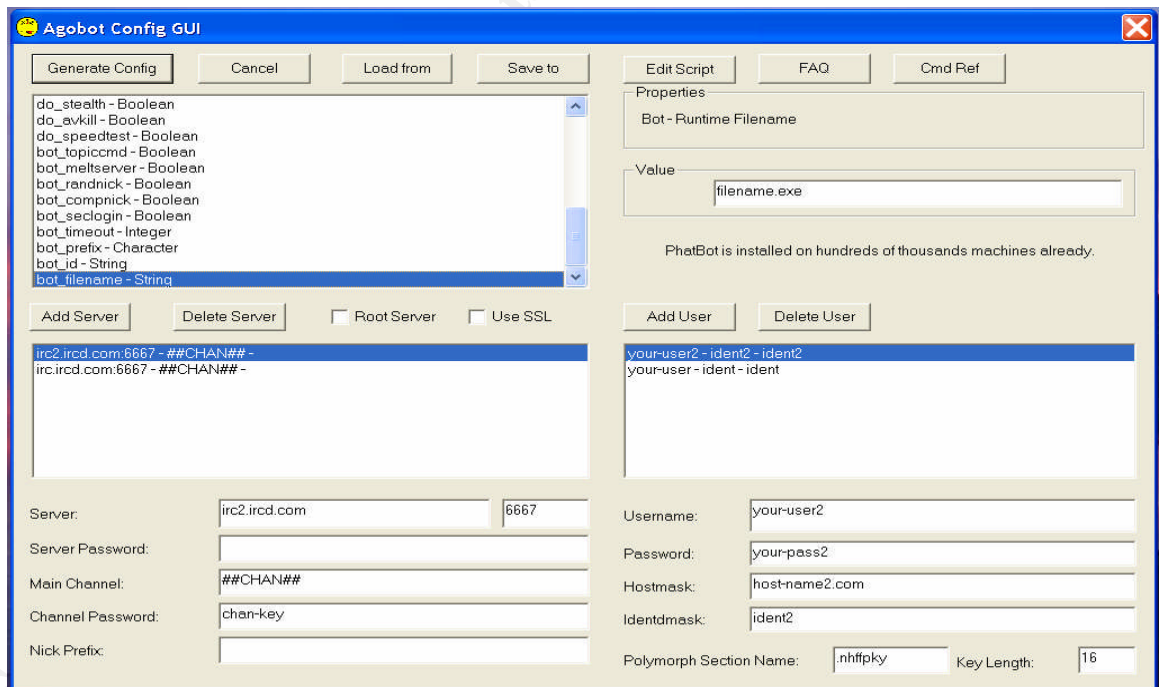 Agobot Config GUI
Generate Config Cancel Load from Save to Edit Script FAQ Cmd Ref
do_stealth - Boolean
do_avkill - Boolean
do_speedtest - Boolean
bot_topiccmd - Boolean
bot_meltserver - Boolean
bot_randnick - Boolean
bot_compnick - Boolean
bot_seclogin - Boolean
bot_timeout - Integer
bot_prefix - Character
bot_id - String
bot_filename - String
Properties
Bot - Runtime Filename
Value
filename.exe
PhatBot is installed on hundreds of thousands machines already.
Add Server Delete Server Root Server Use SSL
irc2.ircd.com:6667 - ##CHAN## -
irc.ircd.com:6667 - ##CHAN## -
Add User Delete User
your-user2 - ident2 - ident2
your-user - ident - ident
Server: irc2.ircd.com 6667
Server Password:
Main Channel: ##CHAN##
Channel Password: chan-key
Nick Prefix:
Username: your-user2
Password: your-pass2
Hostmask: host-name2.com
Identdmask: ident2
Polymorph Section Name: .nhffpky Key Length: 16